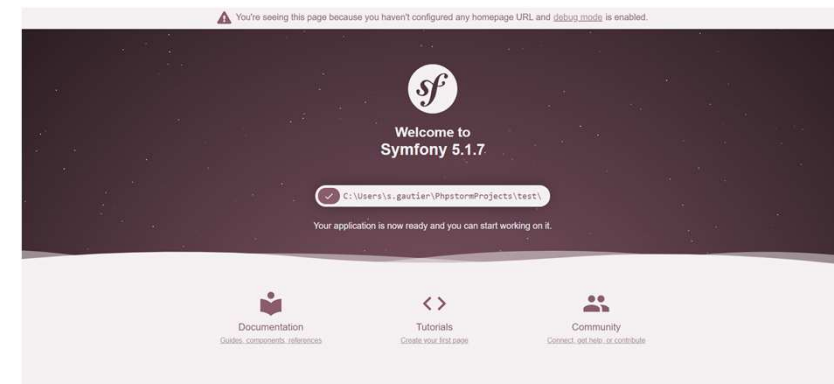 You're seeing this page because you haven't configured any homepage URL and debug mode is enabled.
sf
Welcome to
Symfony 5.1.7
C:\Users\s.gautier\PhpstormProjects\test\
Your application is now ready and you can start working on it.
Documentation
Guides, components, references
Tutorials
Create your first page
Community
Connect, get help, or contribute